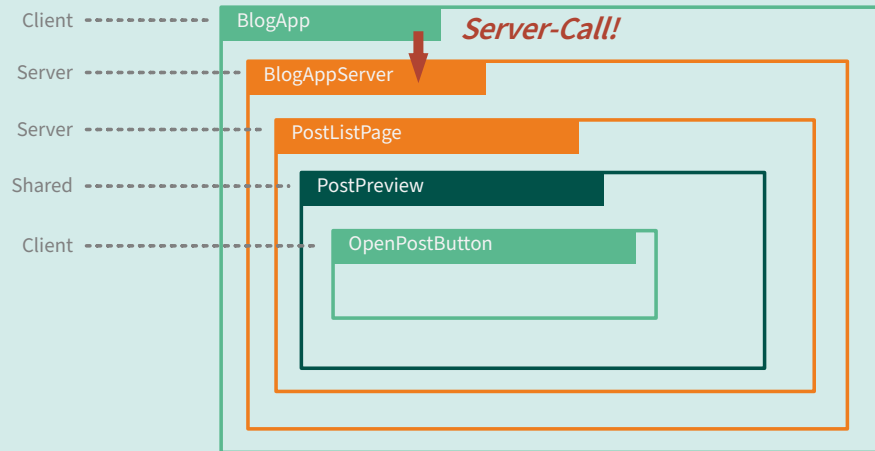 Client
BlogApp
Server-Call!
Server
BlogAppServer
Server
PostListPage
Shared
PostPreview
Client
OpenPostButton